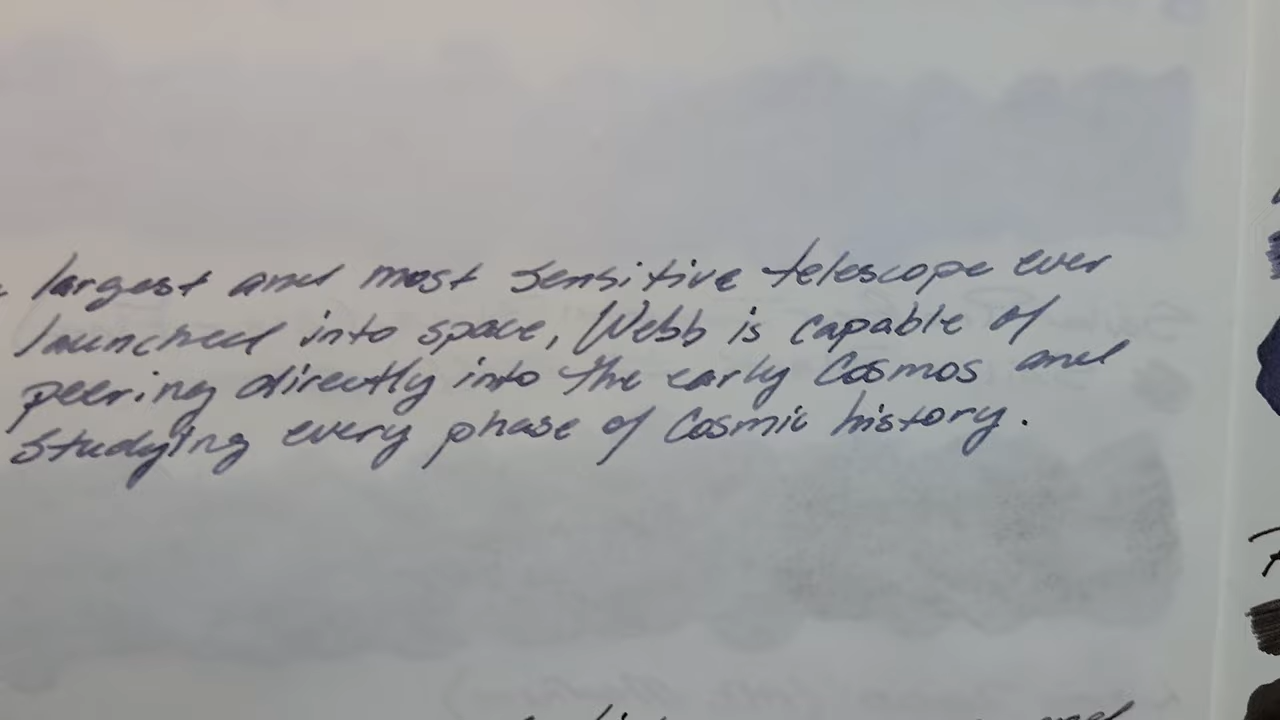 largest and most sensitive telescope ever
launched into space, Webb is capable of
peering directly into the early Cosmos and
Studying every phase of Cosmic history.
and